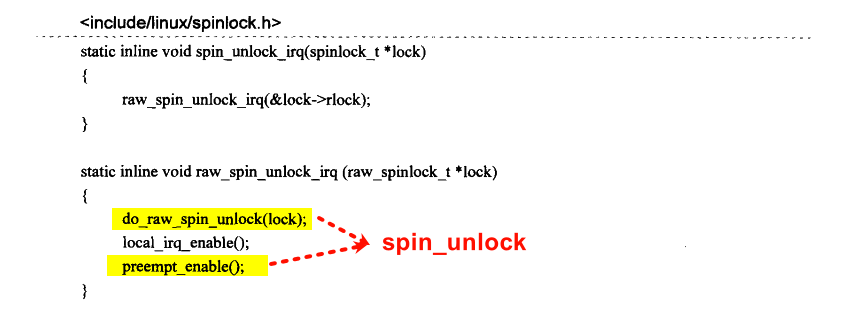 <include/linux/spinlock.h>
static inline void spin_unlock_irq(spinlock_t *lock)
{
raw_spin_unlock_irq(&lock->rlock);
}
static inline void raw_spin_unlock_irq (raw_spinlock_t *lock)
{
do_raw_spin_unlock(lock);
local_irq_enable();
spin_unlock
preempt_enable();
}